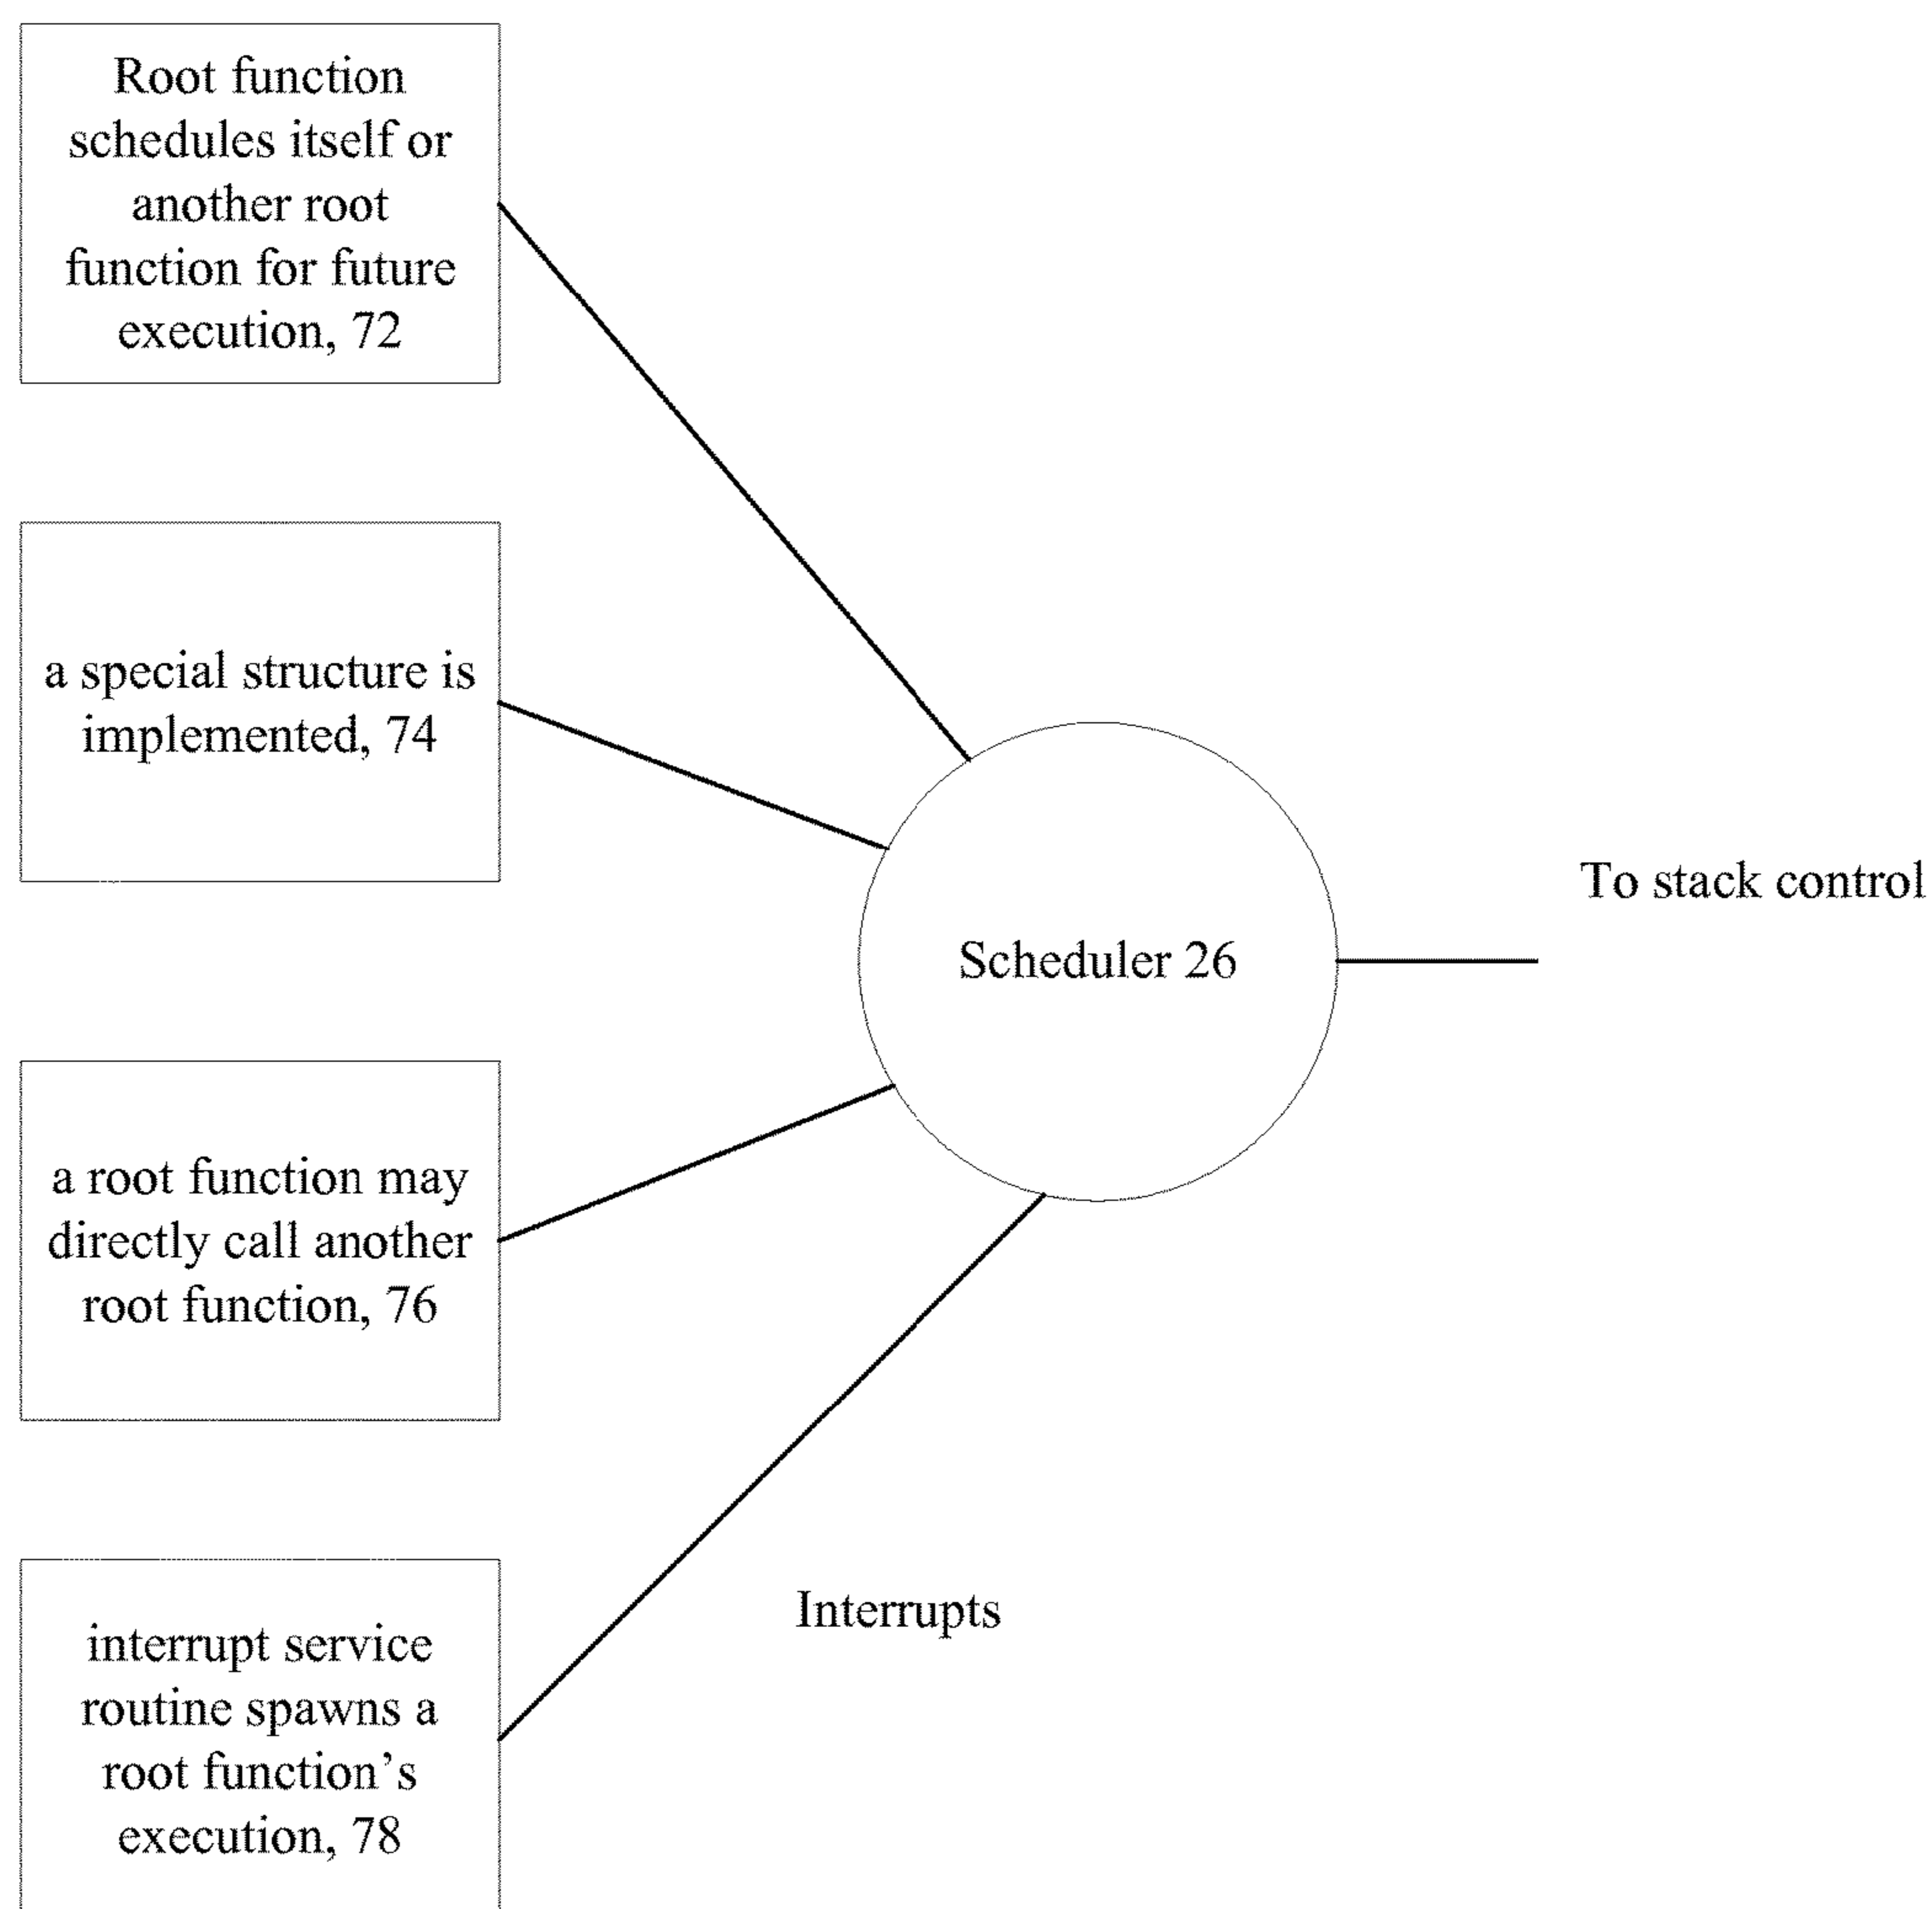 Root function
schedules itself or
another root
function for future
execution, 72
a special structure is
implemented, 74
To stack control
Scheduler 26
a root function may
directly call another
root function, 76
Interrupts
interrupt service
routine spawns a
root function’s
execution, 78